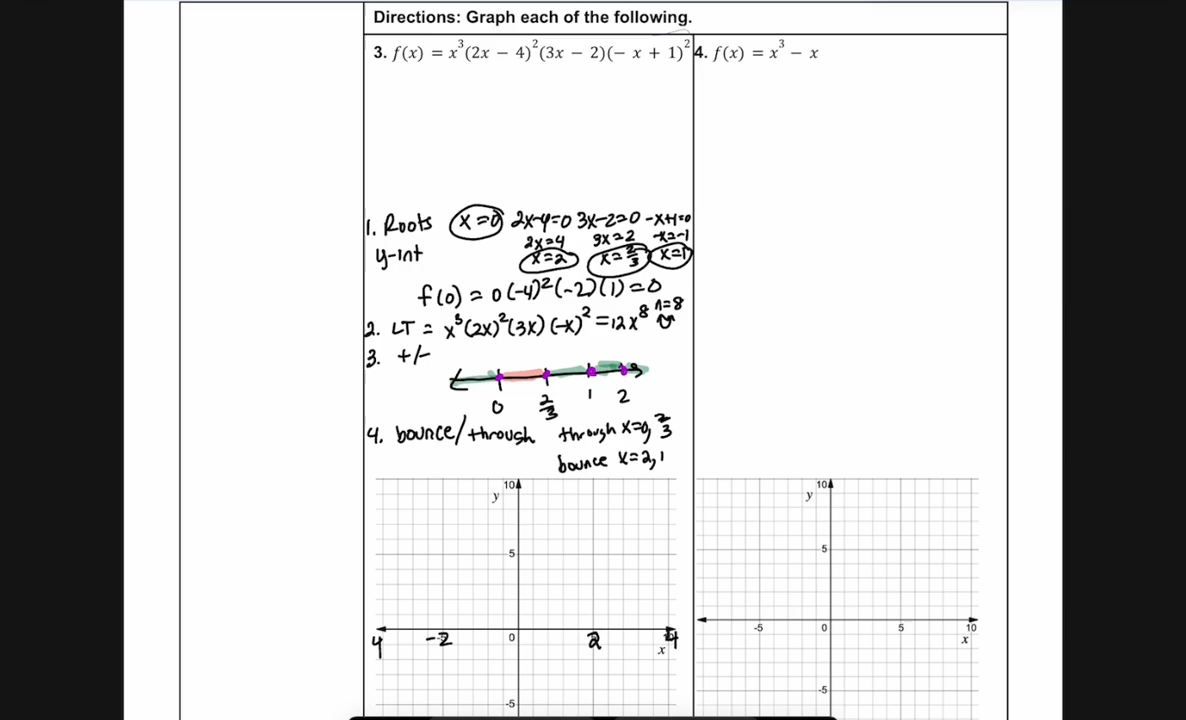 Directions: Graph each of the following.
3. f(x) = x³(2x − 4)²(3x − 2)(− x + 1)²
4. f(x) = x³ − x
1. Roots x=0 2x-4=0 3x-2=0 -x+1=0
2x=4 3x=2 -x=-1
y-int x=2 x=2/3 x=1
f(0) = 0(-4)²(-2)(1)=0
2. LT = x³(2x)²(3x)(-x)² = 12x⁸ n=8
3. +/-
0 2/3 1 2
4. bounce/through through x=0, 2/3
bounce x=2,1
10
y
5
4 -2 0 2 4
x
-5
10
y
5
-5 0 5 10
x
-5